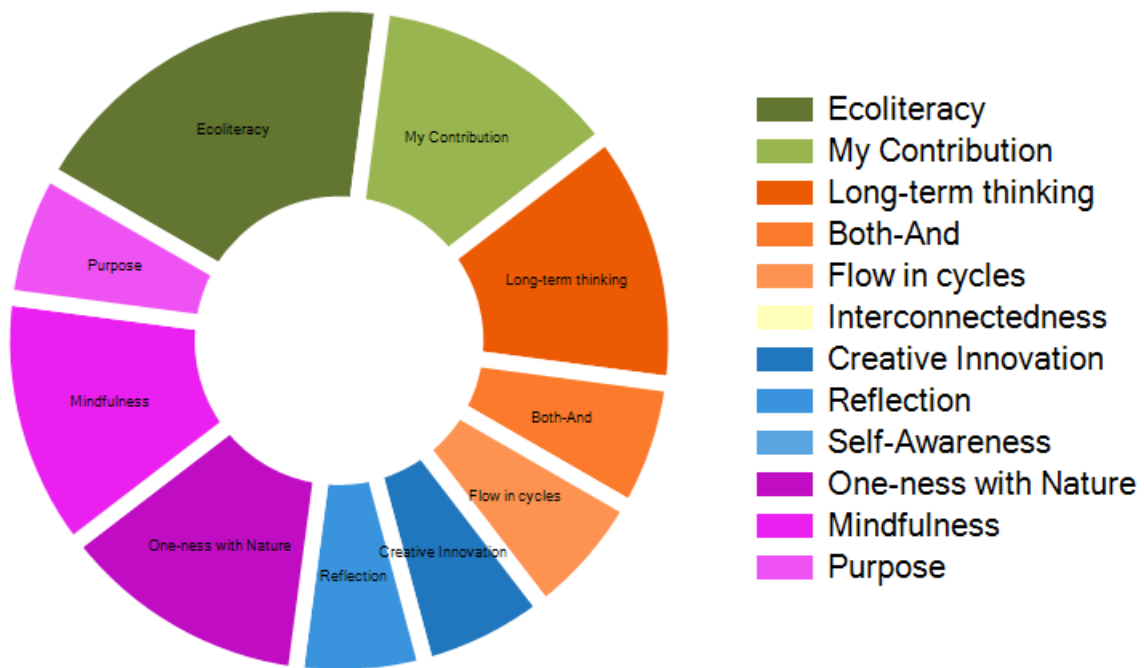 Ecoliteracy
My Contribution
Long-term thinking
Both-And
Flow in cycles
Creative Innovation
Reflection
One-ness with Nature
Mindfulness
Purpose
Ecoliteracy
My Contribution
Long-term thinking
Both-And
Flow in cycles
Interconnectedness
Creative Innovation
Reflection
Self-Awareness
One-ness with Nature
Mindfulness
Purpose